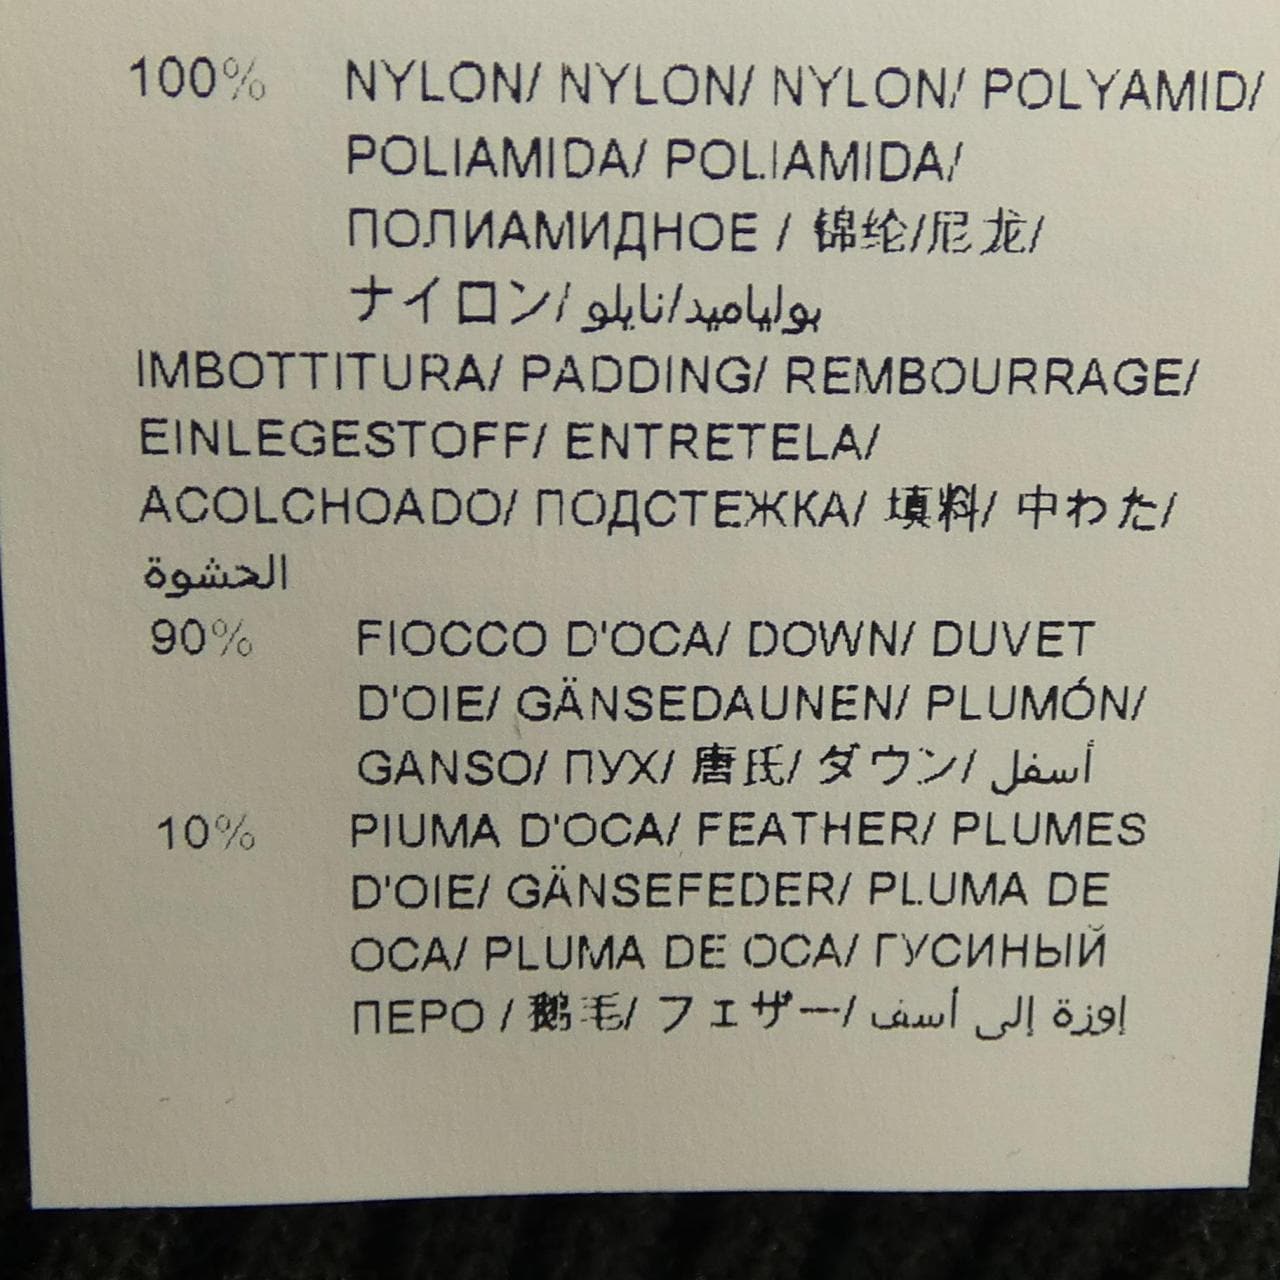 100% NYLON/ NYLON/ NYLON/ POLYAMID/
POLIAMIDA/ POLIAMIDA/
ПОЛИАМИДНОЕ / 锦纶/尼龙/
ナイロン/ بولياميد/نايلو
IMBOTTITURA/ PADDING/ REMBOURRAGE/
EINLEGESTOFF/ ENTRETELA/
ACOLCHOADO/ ПОДСТЕЖКА/ 填料/ 中わた/
الحشوة
90% FIOCCO D'OCA/ DOWN/ DUVET
D'OIE/ GÄNSEDAUNEN/ PLUMÓN/
GANSO/ ПУХ/ 唐氏/ ダウン/ أسفل
10% PIUMA D'OCA/ FEATHER/ PLUMES
D'OIE/ GÄNSEFEDER/ PLUMA DE
OCA/ PLUMA DE OCA/ ГУСИНЫЙ
ПЕРО / 鹅毛/ フェザー/ إوزة إلى أسف